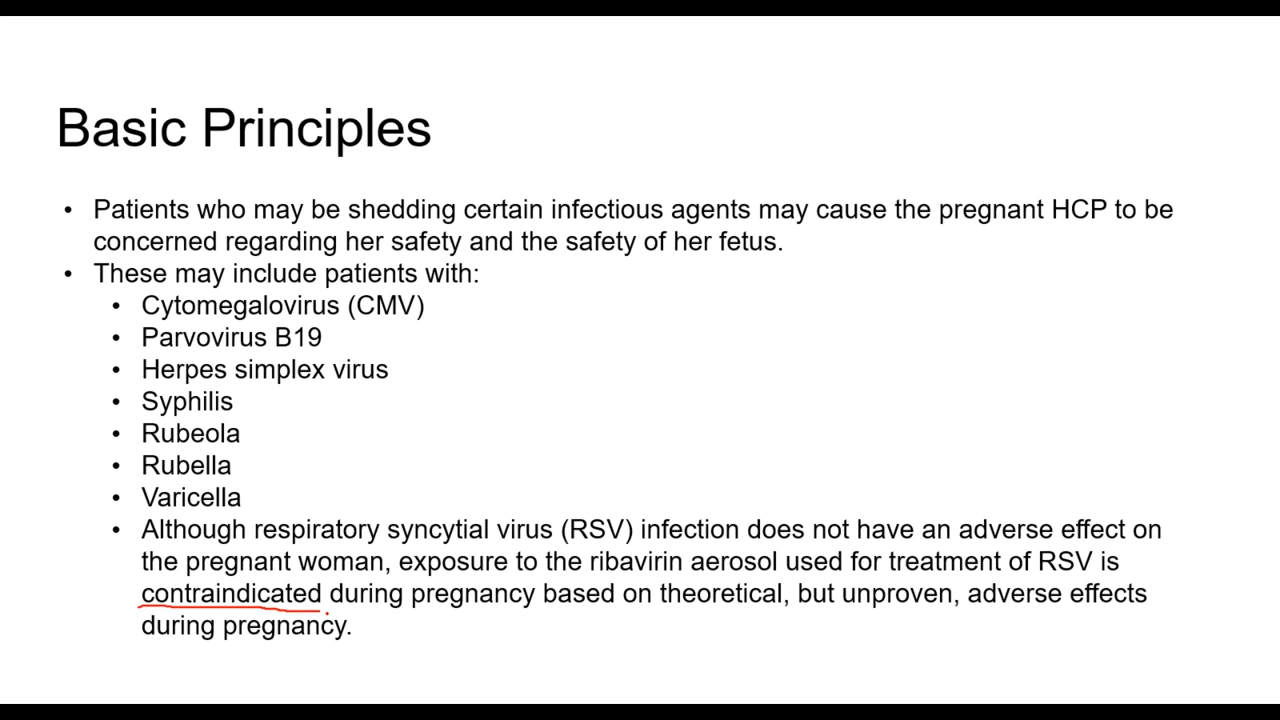 Basic Principles
• Patients who may be shedding certain infectious agents may cause the pregnant HCP to be
concerned regarding her safety and the safety of her fetus.
• These may include patients with:
• Cytomegalovirus (CMV)
• Parvovirus B19
• Herpes simplex virus
• Syphilis
• Rubeola
• Rubella
• Varicella
• Although respiratory syncytial virus (RSV) infection does not have an adverse effect on
the pregnant woman, exposure to the ribavirin aerosol used for treatment of RSV is
contraindicated during pregnancy based on theoretical, but unproven, adverse effects
during pregnancy.